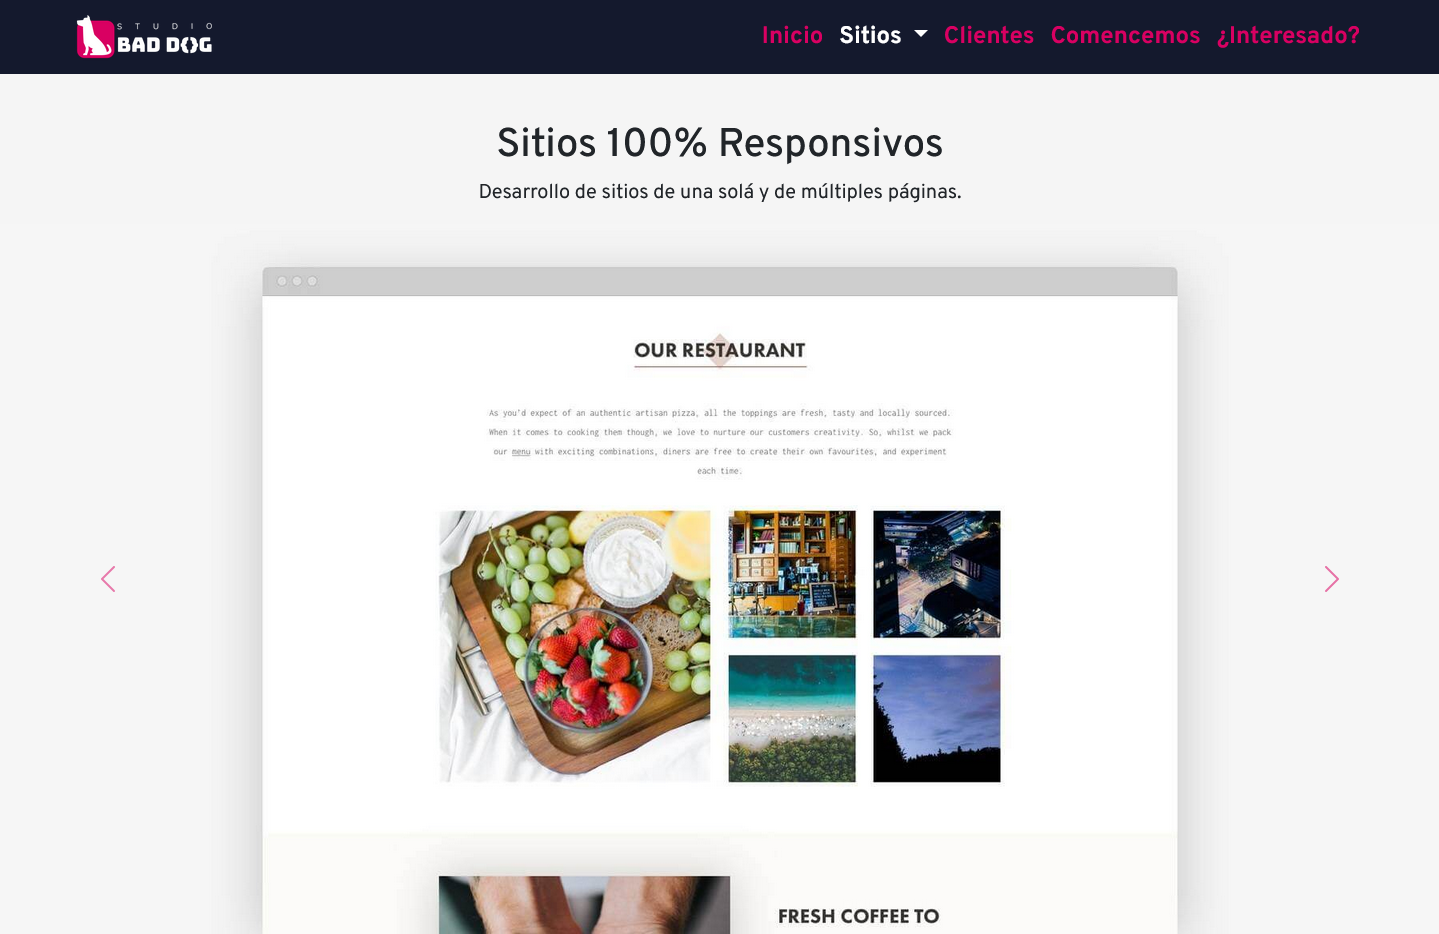 STUDIO
BAD DOG
Inicio Sitios Clientes Comencemos ¿Interesado?
Sitios 100% Responsivos
Desarrollo de sitios de una solá y de múltiples páginas.
OUR RESTAURANT
As you'd expect of an authentic artisan pizza, all the toppings are fresh, tasty and locally sourced.
When it comes to cooking them though, we love to nurture our customers creativity. So, whilst we pack
our menu with exciting combinations, diners are free to create their own favourites, and experiment
each time.
FRESH COFFEE TO